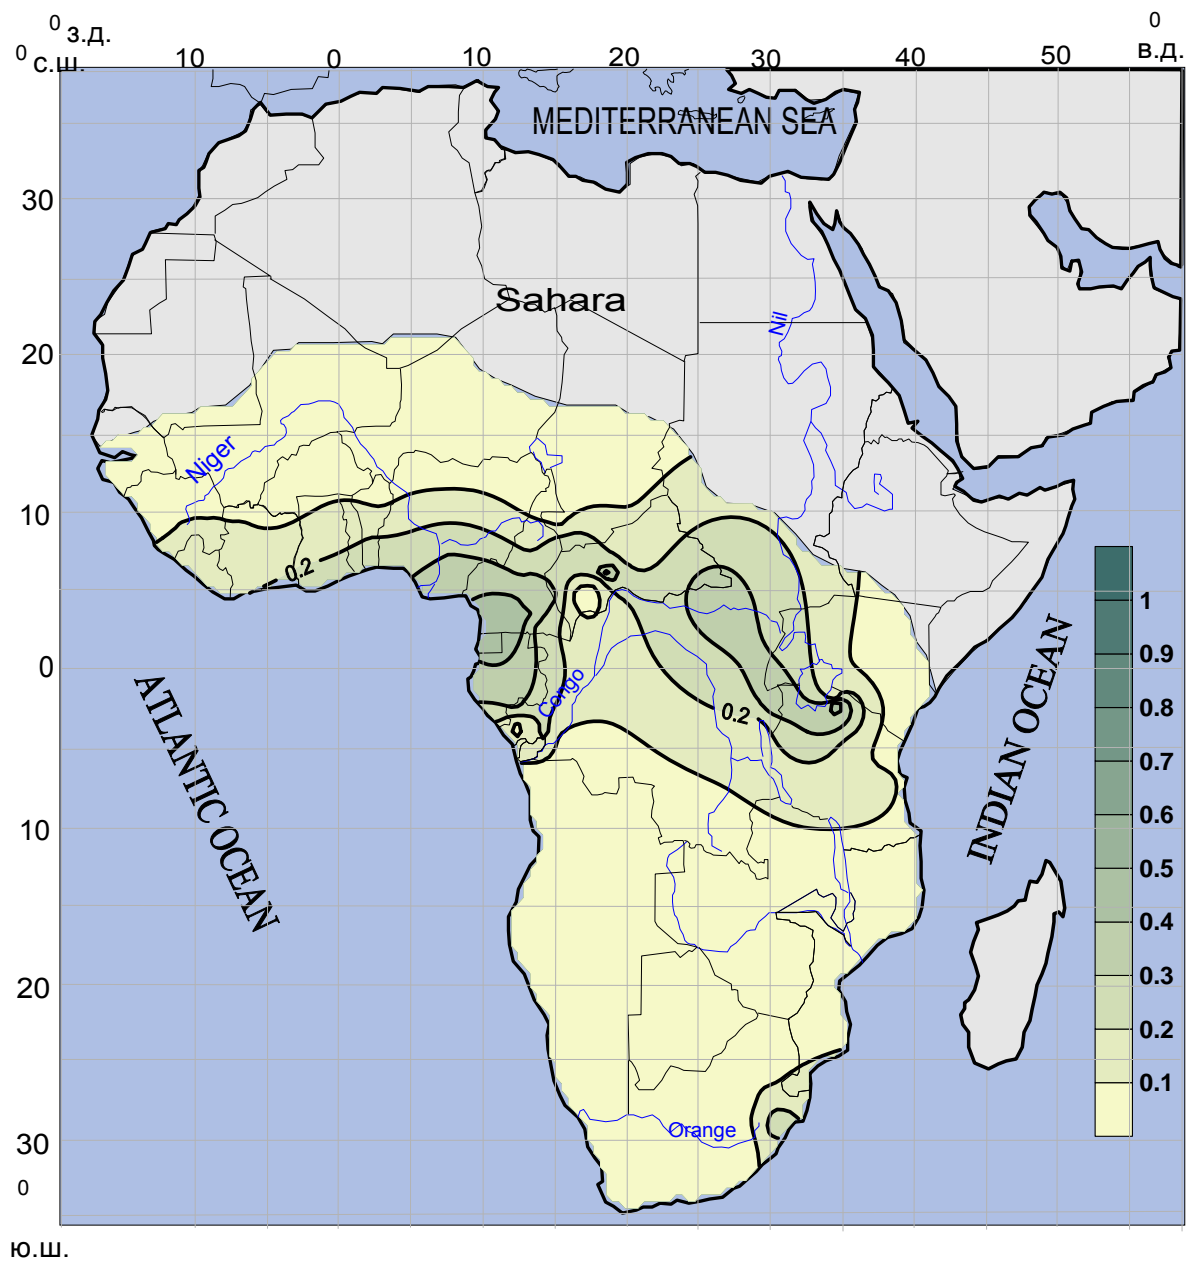 0 з.д.
0
0 с.ш.
в.д.
10 0 10 20 30 40 50
MEDITERRANEAN SEA
30
Sahara
Nil
20
Niger
10
0.2
1
0
0.9
Congo
0.2
0.8
ATLANTIC OCEAN
INDIAN OCEAN
0.7
10
0.6
0.5
0.4
20
0.3
0.2
0.1
Orange
30
0
ю.ш.